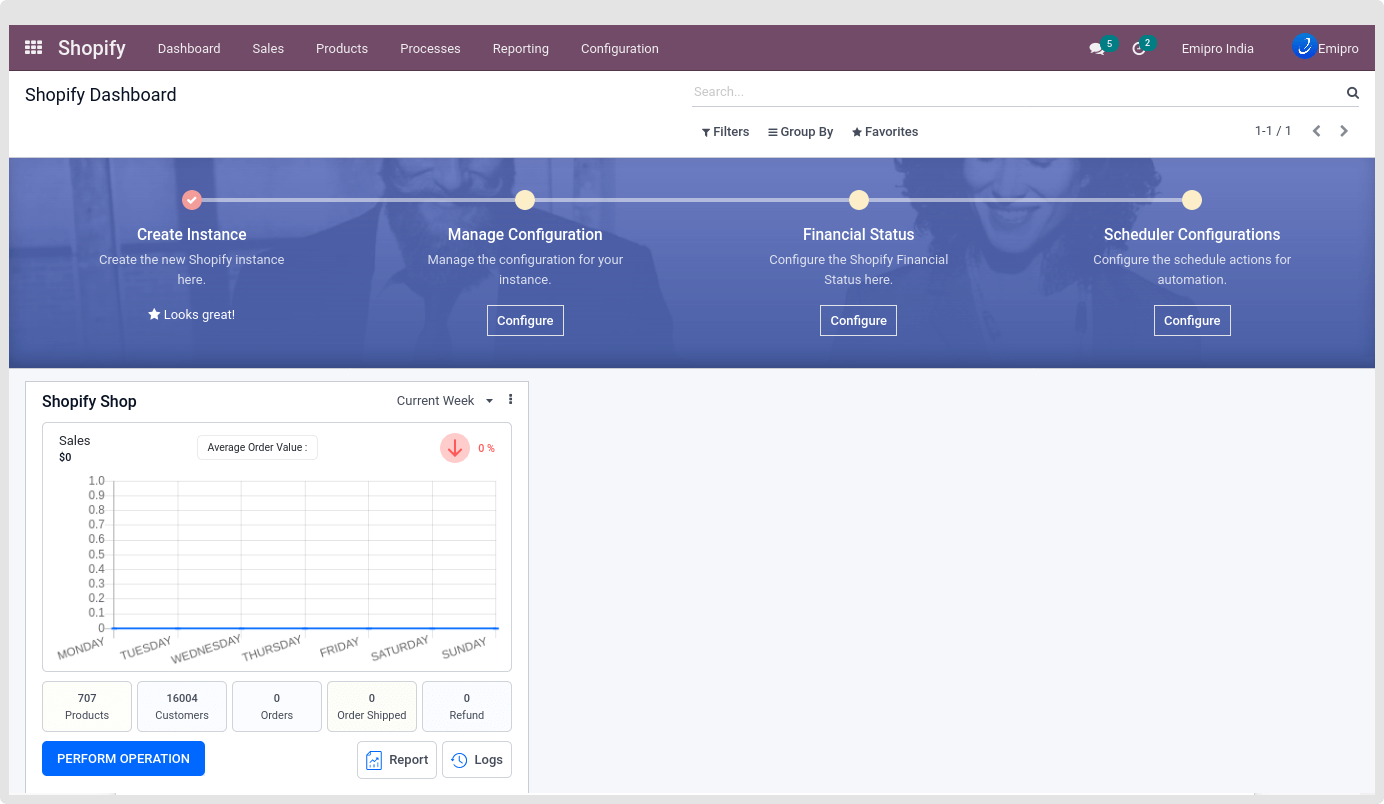 Shopify Dashboard Sales Products Processes Reporting Configuration 5 2 Emipro India Emipro
Shopify Dashboard
Search...
Filters Group By Favorites 1-1 / 1
Create Instance Manage Configuration Financial Status Scheduler Configurations
Create the new Shopify instance Manage the configuration for your Configure the Shopify Financial Configure the schedule actions for
here. instance. Status here. automation.
Looks great! Configure Configure Configure
Shopify Shop Current Week
Sales Average Order Value : 0 %
$0
1.0
0.9
0.8
0.7
0.6
0.5
0.4
0.3
0.2
0.1
0
MONDAY TUESDAY WEDNESDAY THURSDAY FRIDAY SATURDAY SUNDAY
707 16004 0 0 0
Products Customers Orders Order Shipped Refund
PERFORM OPERATION Report Logs